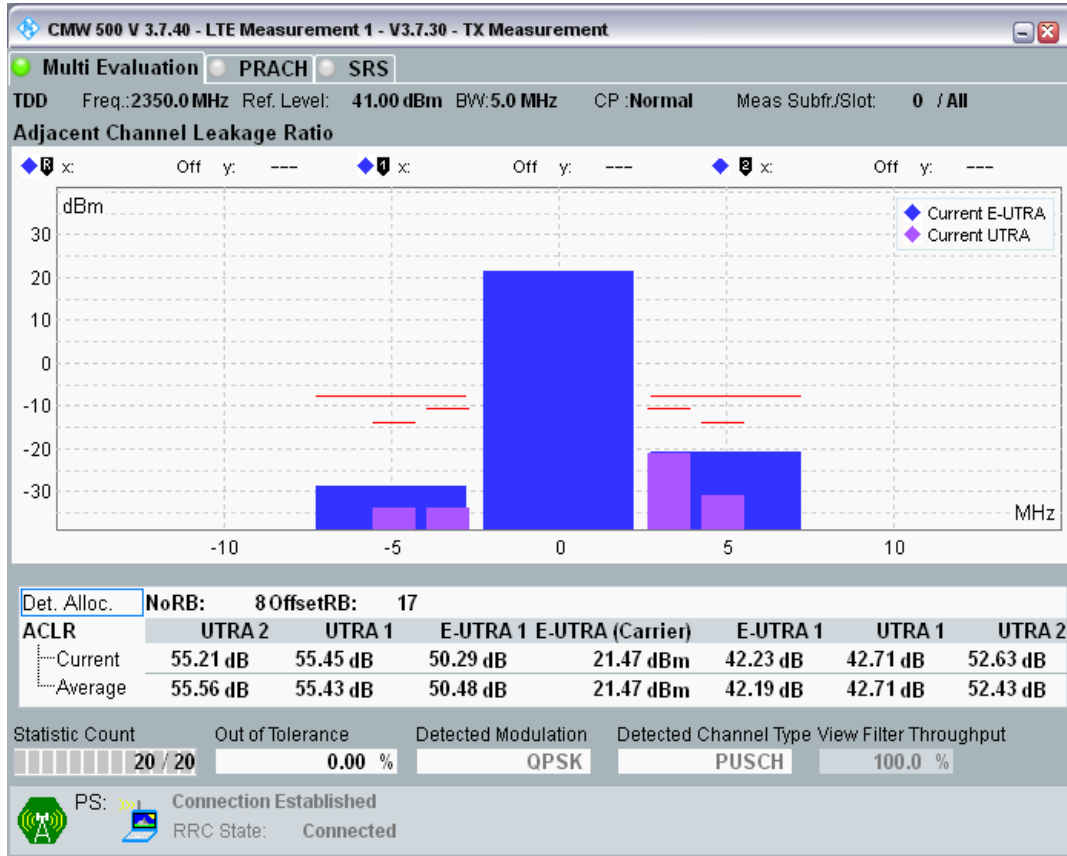 CMW 500 V 3.7.40 - LTE Measurement 1 - V3.7.30 - TX Measurement
Multi Evaluation PRACH SRS
TDD Freq.:2350.0 MHz Ref. Level: 41.00 dBm BW:5.0 MHz CP :Normal Meas Subfr./Slot: 0 / All
Adjacent Channel Leakage Ratio
R x: Off y: --- 1 x: Off y: --- 2 x: Off y: ---
dBm
Current E-UTRA
Current UTRA
30
20
10
0
-10
-20
-30
MHz
-10 -5 0 5 10
Det. Alloc. NoRB: 8 OffsetRB: 17
ACLR UTRA 2 UTRA 1 E-UTRA 1 E-UTRA (Carrier) E-UTRA 1 UTRA 1 UTRA 2
Current 55.21 dB 55.45 dB 50.29 dB 21.47 dBm 42.23 dB 42.71 dB 52.63 dB
Average 55.56 dB 55.43 dB 50.48 dB 21.47 dBm 42.19 dB 42.71 dB 52.43 dB
Statistic Count Out of Tolerance Detected Modulation Detected Channel Type View Filter Throughput
20 / 20 0.00 % QPSK PUSCH 100.0 %
PS: Connection Established
RRC State: Connected